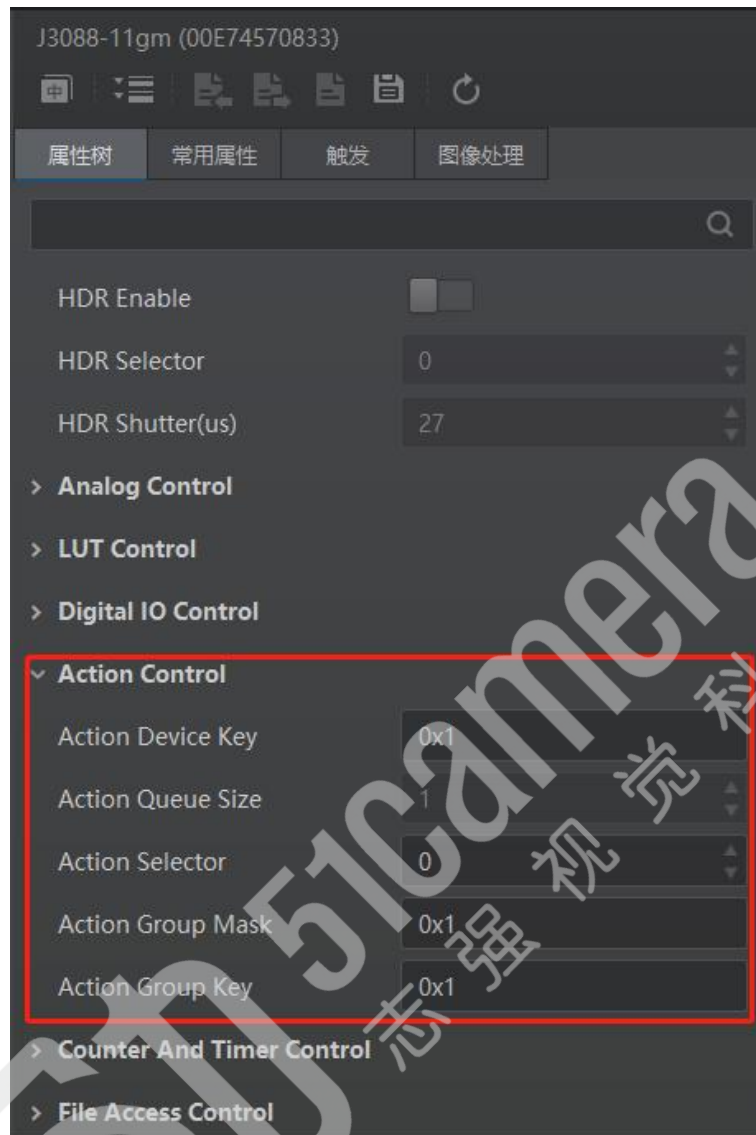 J3088-11gm (00E74570833)
中
属性树 常用属性 触发 图像处理
HDR Enable
HDR Selector 0
HDR Shutter(us) 27
Analog Control
LUT Control
Digital IO Control
Action Control
Action Device Key 0x1
Action Queue Size 1
Action Selector 0
Action Group Mask 0x1
Action Group Key 0x1
Counter And Timer Control
File Access Control
51camera
志强视觉科